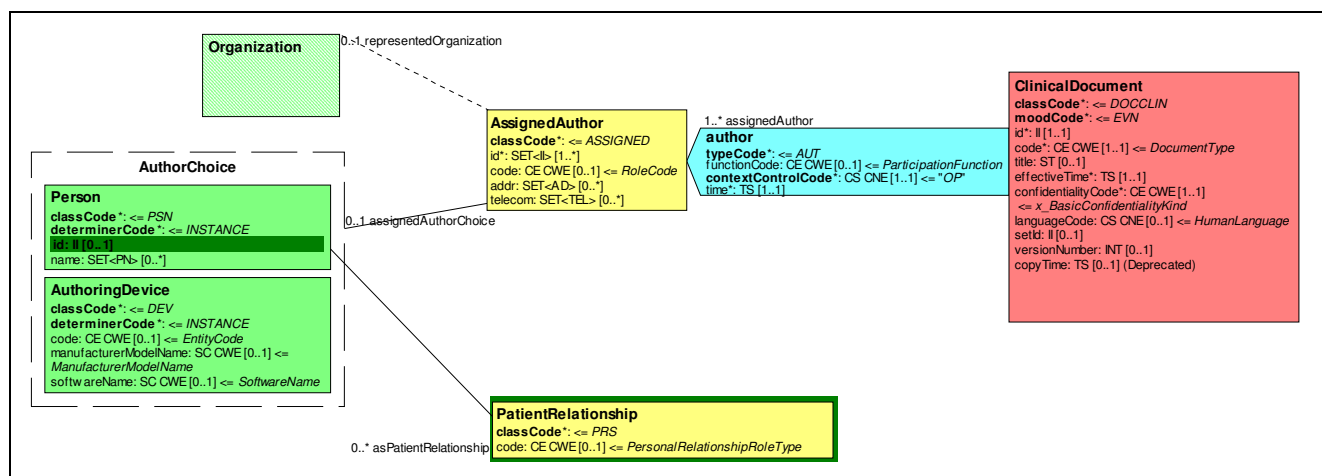 Organization
0..1 representedOrganization
AuthorChoice
Person
classCode*: <= PSN
determinerCode*: <= INSTANCE
id: II [0..1]
name: SET<PN> [0..*]
AuthoringDevice
classCode*: <= DEV
determinerCode*: <= INSTANCE
code: CE CWE [0..1] <= EntityCode
manufacturerModelName: SC CWE [0..1] <=
ManufacturerModelName
softwareName: SC CWE [0..1] <= SoftwareName
0..1 assignedAuthorChoice
AssignedAuthor
classCode*: <= ASSIGNED
id*: SET<II> [1..*]
code: CE CWE [0..1] <= RoleCode
addr: SET<AD> [0..*]
telecom: SET<TEL> [0..*]
1..* assignedAuthor
author
typeCode*: <= AUT
functionCode: CE CWE [0..1] <= ParticipationFunction
contextControlCode*: CS CNE [1..1] <= "OP"
time*: TS [1..1]
ClinicalDocument
classCode*: <= DOCCLIN
moodCode*: <= EVN
id*: II [1..1]
code*: CE CWE [1..1] <= DocumentType
title: ST [0..1]
effectiveTime*: TS [1..1]
confidentialityCode*: CE CWE [1..1]
<= x_BasicConfidentialityKind
languageCode: CS CNE [0..1] <= HumanLanguage
setId: II [0..1]
versionNumber: INT [0..1]
copyTime: TS [0..1] (Deprecated)
0..* asPatientRelationship
PatientRelationship
classCode*: <= PRS
code: CE CWE [0..1] <= PersonalRelationshipRoleType